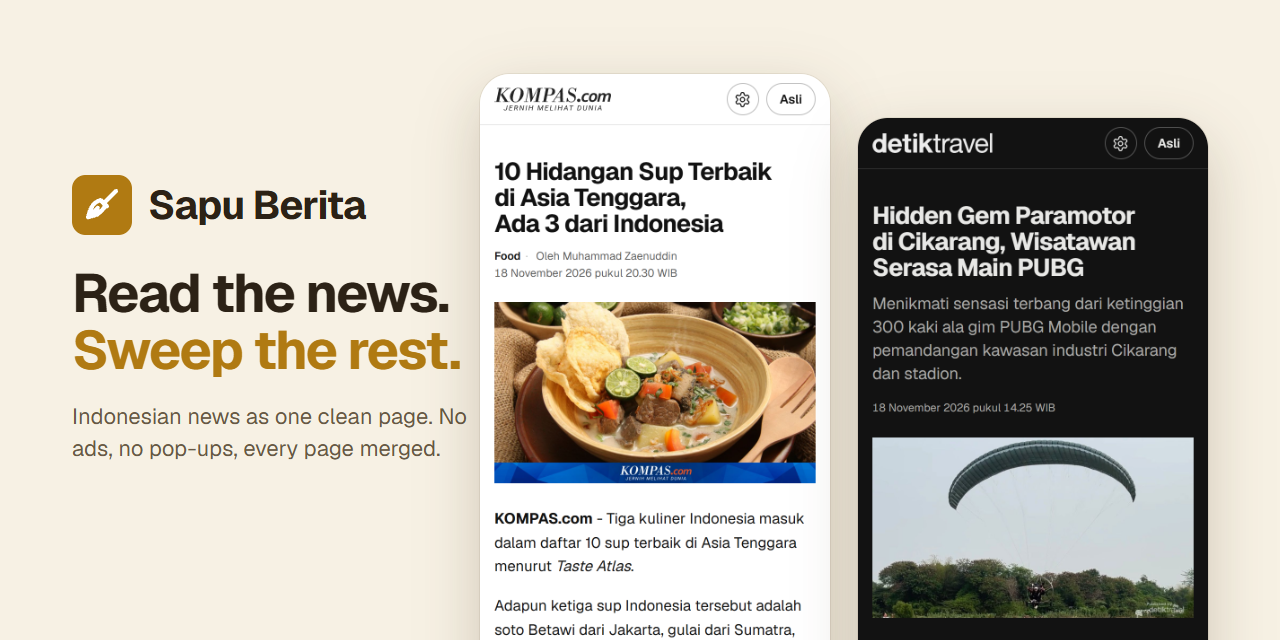 Sapu Berita
Read the news.
Sweep the rest.
Indonesian news as one clean page. No
ads, no pop-ups, every page merged.
KOMPAS.com
JERNIH MELIHAT DUNIA
Asli
10 Hidangan Sup Terbaik
di Asia Tenggara,
Ada 3 dari Indonesia
Food · Oleh Muhammad Zaenuddin
18 November 2026 pukul 20.30 WIB
KOMPAS.com
JERNIH MELIHAT DUNIA
KOMPAS.com - Tiga kuliner Indonesia masuk
dalam daftar 10 sup terbaik di Asia Tenggara
menurut Taste Atlas.
Adapun ketiga sup Indonesia tersebut adalah
soto Betawi dari Jakarta, gulai dari Sumatra,
detiktravel
Asli
Hidden Gem Paramotor
di Cikarang, Wisatawan
Serasa Main PUBG
Menikmati sensasi terbang dari ketinggian
300 kaki ala gim PUBG Mobile dengan
pemandangan kawasan industri Cikarang
dan stadion.
18 November 2026 pukul 14.25 WIB
detiktravel